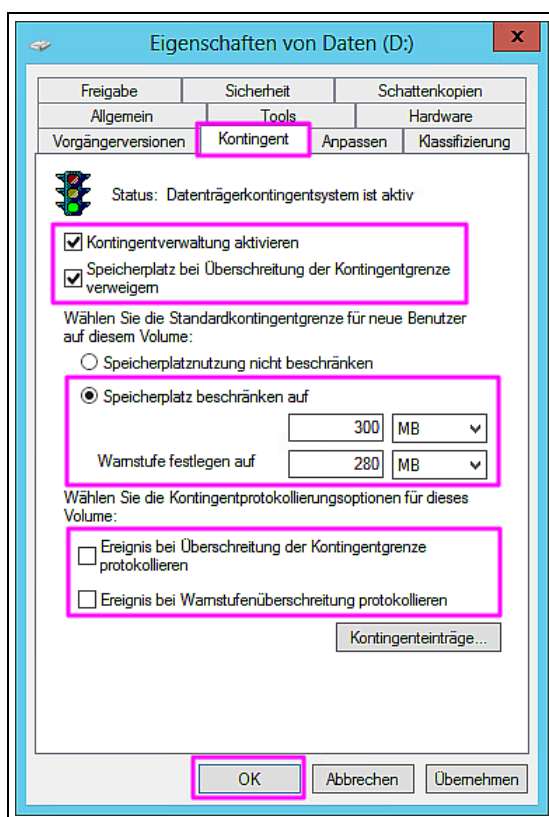 Eigenschaften von Daten (D:)
x
Freigabe
Sicherheit
Schattenkopien
Allgemein
Tools
Hardware
Vorgängerversionen
Kontingent
Anpassen
Klassifizierung
Status: Datenträgerkontingentsystem ist aktiv
Kontingentverwaltung aktivieren
Speicherplatz bei Überschreitung der Kontingentgrenze
verweigern
Wählen Sie die Standardkontingentgrenze für neue Benutzer
auf diesem Volume:
Speicherplatznutzung nicht beschränken
Speicherplatz beschränken auf
300 MB
Warnstufe festlegen auf 280 MB
Wählen Sie die Kontingentprotokollierungsoptionen für dieses
Volume:
Ereignis bei Überschreitung der Kontingentgrenze
protokollieren
Ereignis bei Warnstufenüberschreitung protokollieren
Kontingenteinträge...
OK
Abbrechen
Übernehmen